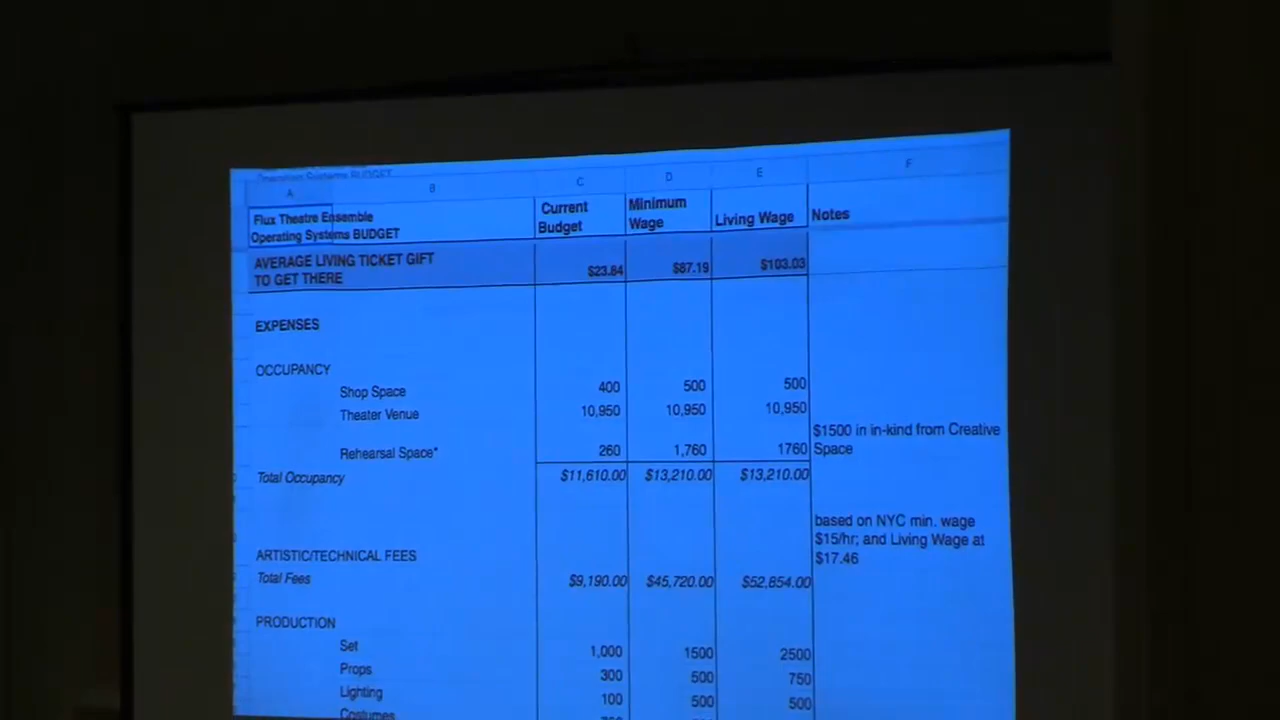 Operating Systems BUDGET
A B C D E F
Flux Theatre Ensemble
Operating Systems BUDGET
Current Budget
Minimum Wage
Living Wage
Notes
AVERAGE LIVING TICKET GIFT
TO GET THERE $23.84 $87.19 $103.03
EXPENSES
OCCUPANCY
Shop Space 400 500 500
Theater Venue 10,950 10,950 10,950
$1500 in in-kind from Creative
Rehearsal Space* 260 1,760 1760 Space
Total Occupancy $11,610.00 $13,210.00 $13,210.00
based on NYC min. wage
$15/hr; and Living Wage at
ARTISTIC/TECHNICAL FEES $17.46
Total Fees $9,190.00 $45,720.00 $52,854.00
PRODUCTION
Set 1,000 1500 2500
Props 300 500 750
Lighting 100 500 500
Costumes